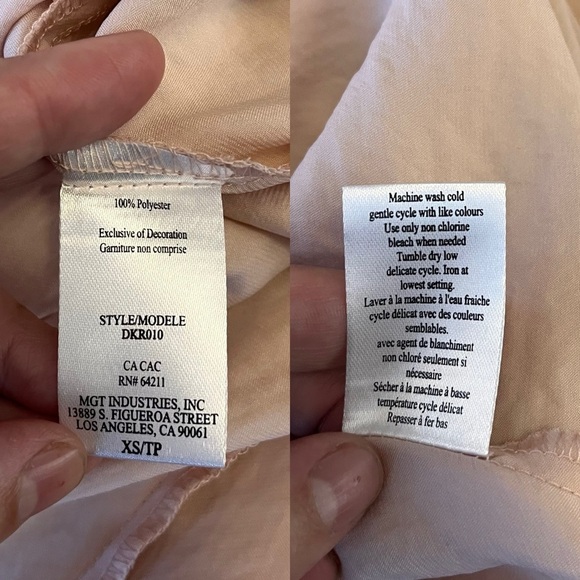 100% Polyester
Exclusive of Decoration
Garniture non comprise
STYLE/MODELE
DKR010
CA CAC
RN# 64211
MGT INDUSTRIES, INC
13889 S. FIGUEROA STREET
LOS ANGELES, CA 90061
XS/TP
Machine wash cold
gentle cycle with like colours
Use only non chlorine
bleach when needed
Tumble dry low
delicate cycle. Iron at
lowest setting.
Laver à la machine à l'eau fraiche
cycle délicat avec des couleurs
semblables.
avec agent de blanchiment
non chloré seulement si
nécessaire
Sécher à la machine à basse
température cycle délicat
Repasser à fer bas